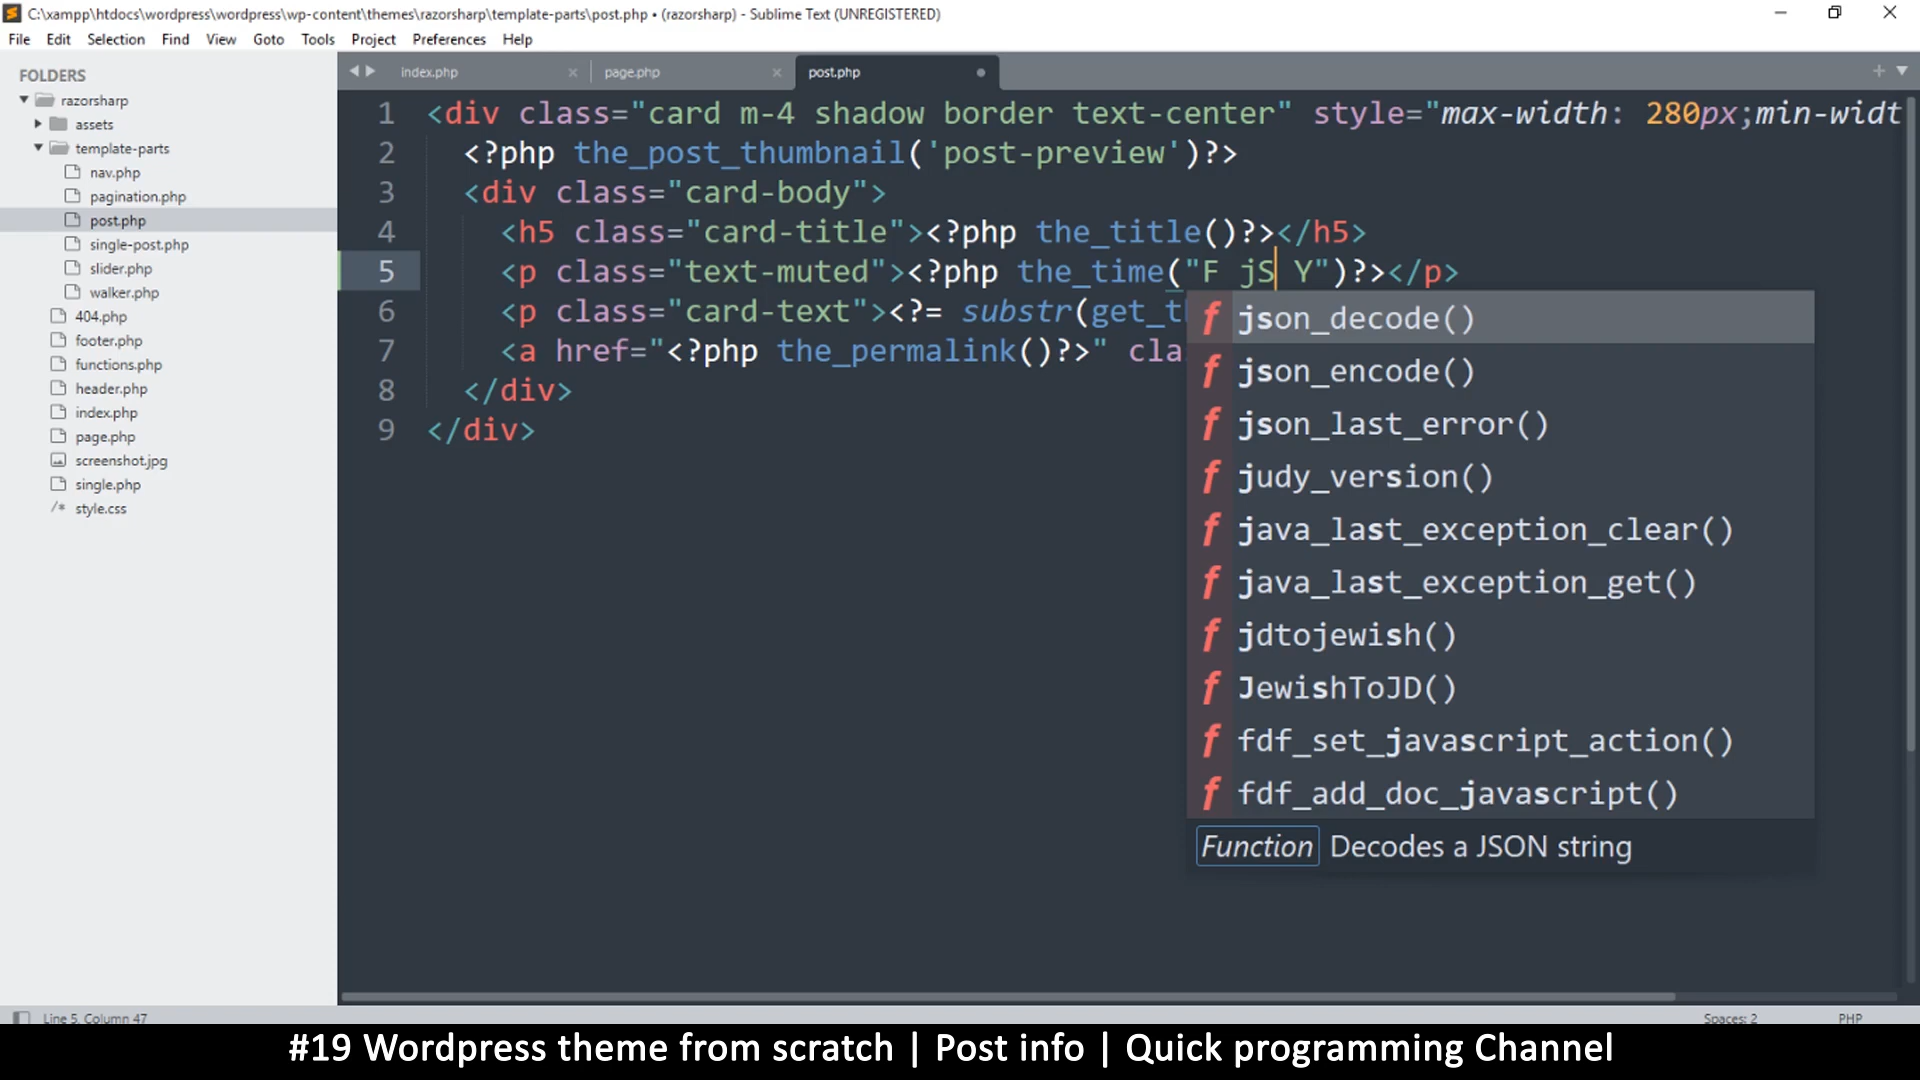 C:\xampp\htdocs\wordpress\wordpress\wp-content\themes\razorsharp\template-parts\post.php • (razorsharp) - Sublime Text (UNREGISTERED)
File Edit Selection Find View Goto Tools Project Preferences Help
FOLDERS
razorsharp
assets
template-parts
nav.php
pagination.php
post.php
single-post.php
slider.php
walker.php
404.php
footer.php
functions.php
header.php
index.php
page.php
screenshot.jpg
single.php
/* style.css
index.php page.php post.php
1 <div class="card m-4 shadow border text-center" style="max-width: 280px;min-widt
2 <?php the_post_thumbnail('post-preview')?>
3 <div class="card-body">
4 <h5 class="card-title"><?php the_title()?></h5>
5 <p class="text-muted"><?php the_time("F jS Y")?></p>
6 <p class="card-text"><?= substr(get_t
7 <a href="<?php the_permalink()?>" cla
8 </div>
9 </div>
f json_decode()
f json_encode()
f json_last_error()
f judy_version()
f java_last_exception_clear()
f java_last_exception_get()
f jdtojewish()
f JewishToJD()
f fdf_set_javascript_action()
f fdf_add_doc_javascript()
Function Decodes a JSON string
Line 5, Column 47 Spaces: 2 PHP
#19 Wordpress theme from scratch | Post info | Quick programming Channel